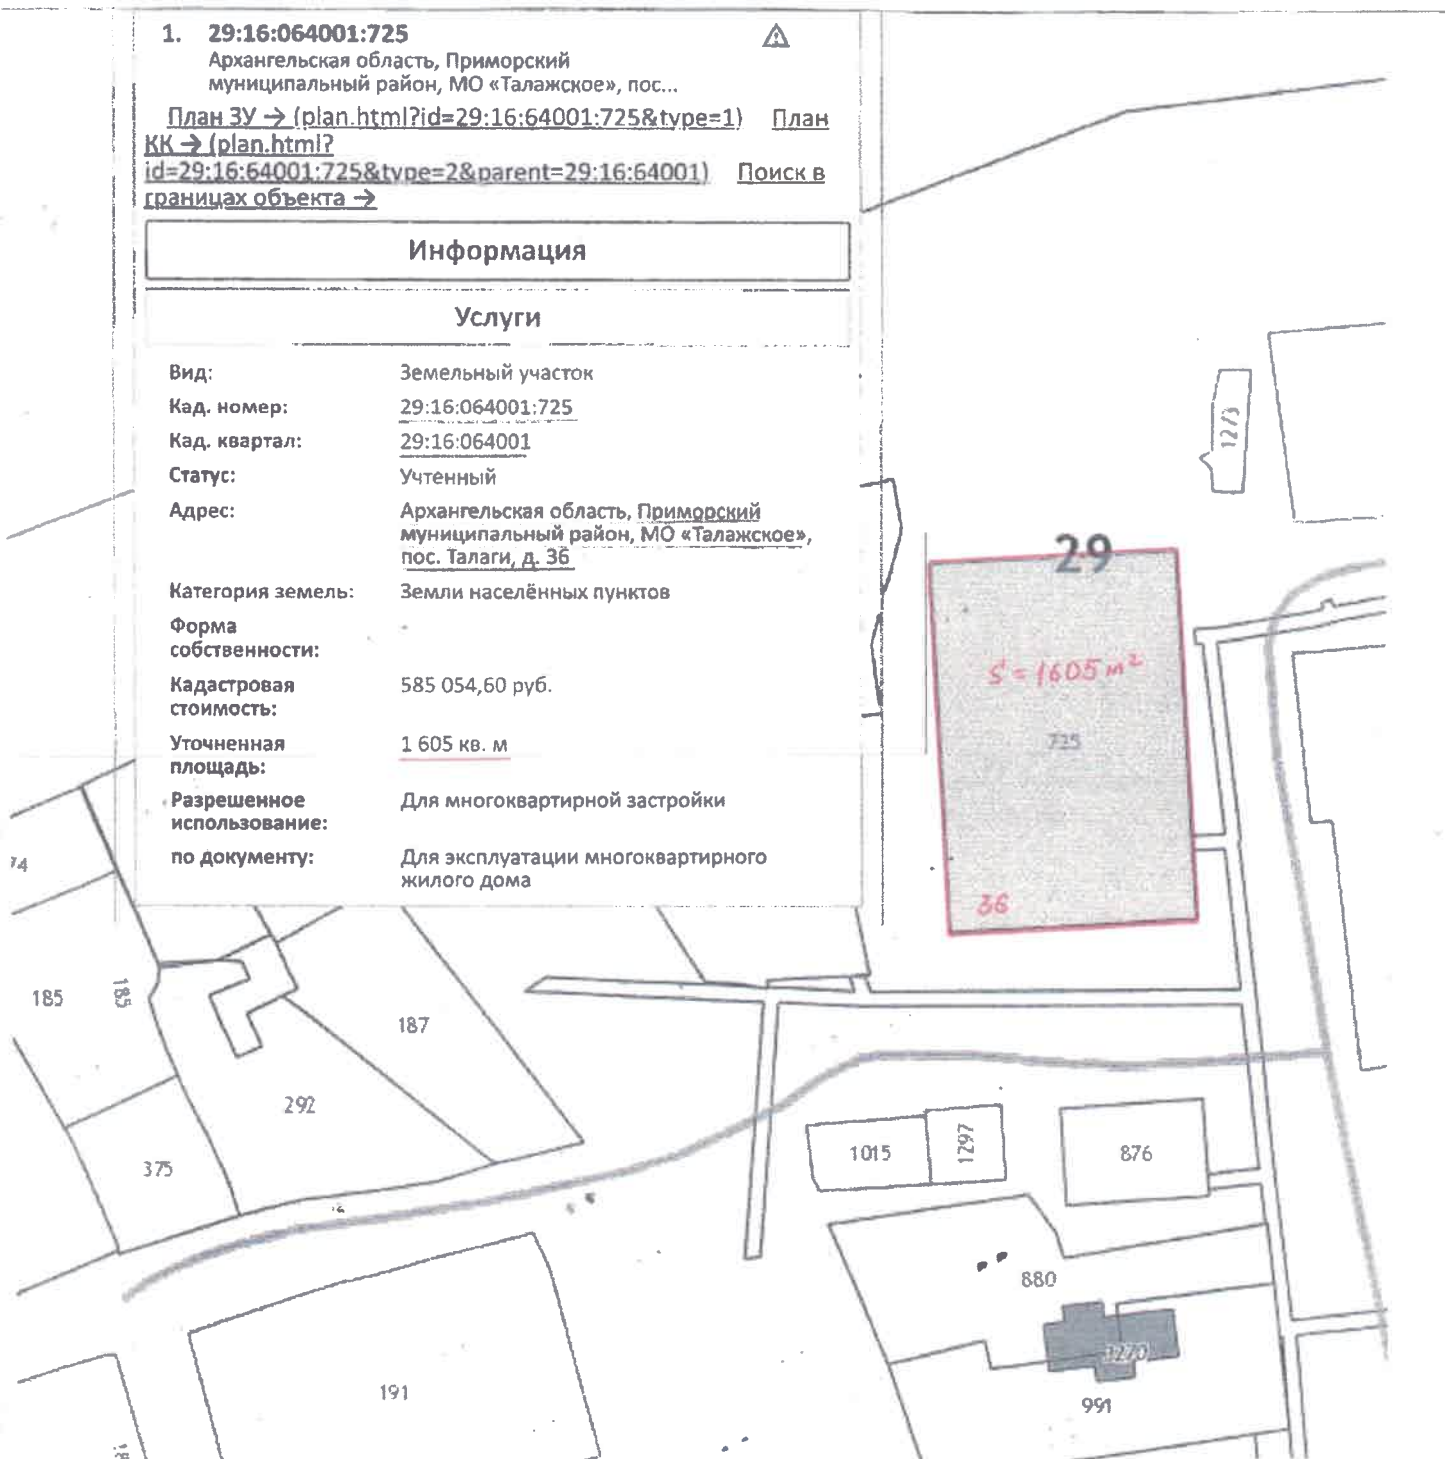 1. 29:16:064001:725
Архангельская область, Приморский
муниципальный район, МО «Талажское», пос...
План ЗУ → (plan.html?id=29:16:64001:725&type=1) План
КК → (plan.html?
id=29:16:64001:725&type=2&parent=29:16:64001) Поиск в
границах объекта →
Информация
Услуги
Вид: Земельный участок
Кад. номер: 29:16:064001:725
Кад. квартал: 29:16:064001
Статус: Учтенный
Адрес: Архангельская область, Приморский
муниципальный район, МО «Талажское»,
пос. Талаги, д. 36
Категория земель: Земли населённых пунктов
Форма
собственности: -
Кадастровая 585 054,60 руб.
стоимость:
Уточненная 1 605 кв. м
площадь:
Разрешенное Для многоквартирной застройки
использование:
по документу: Для эксплуатации многоквартирного
жилого дома
1273
29
S = 1605 м²
725
36
74
185
185
187
292
375
1015
1297
876
880
1270
991
191